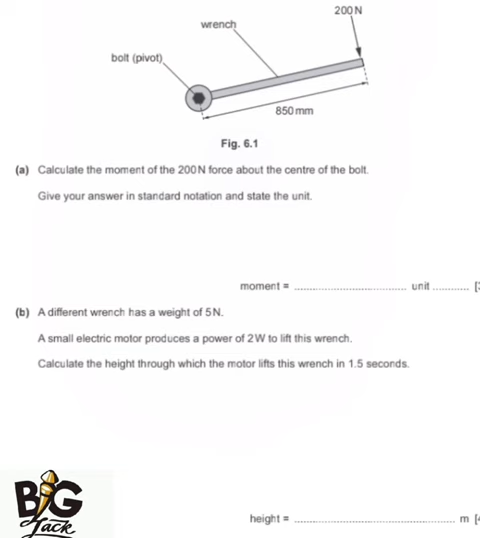 200 N
wrench
bolt (pivot)
850 mm
Fig. 6.1
(a) Calculate the moment of the 200 N force about the centre of the bolt.
Give your answer in standard notation and state the unit.
moment = ........................................ unit ............ [
(b) A different wrench has a weight of 5 N.
A small electric motor produces a power of 2 W to lift this wrench.
Calculate the height through which the motor lifts this wrench in 1.5 seconds.
BIG
Jack
height = ........................................................ m [